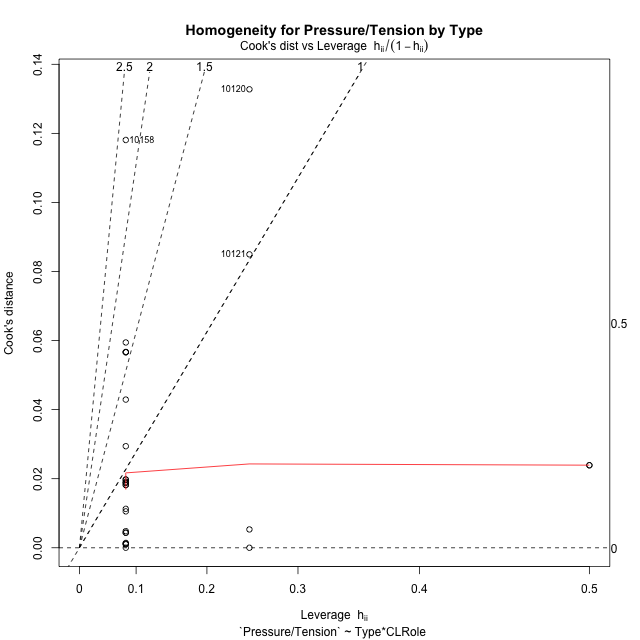 Homogeneity for Pressure/Tension by Type
Cook's dist vs Leverage hii/(1 − hii)
2.5 2 1.5 1
0.14
0.12
0.10
0.08
0.06
0.04
0.02
0.00
Cook's distance
10120
10158
10121
0.5
0
0 0.1 0.2 0.3 0.4 0.5
Leverage hii
`Pressure/Tension` ~ Type*CLRole